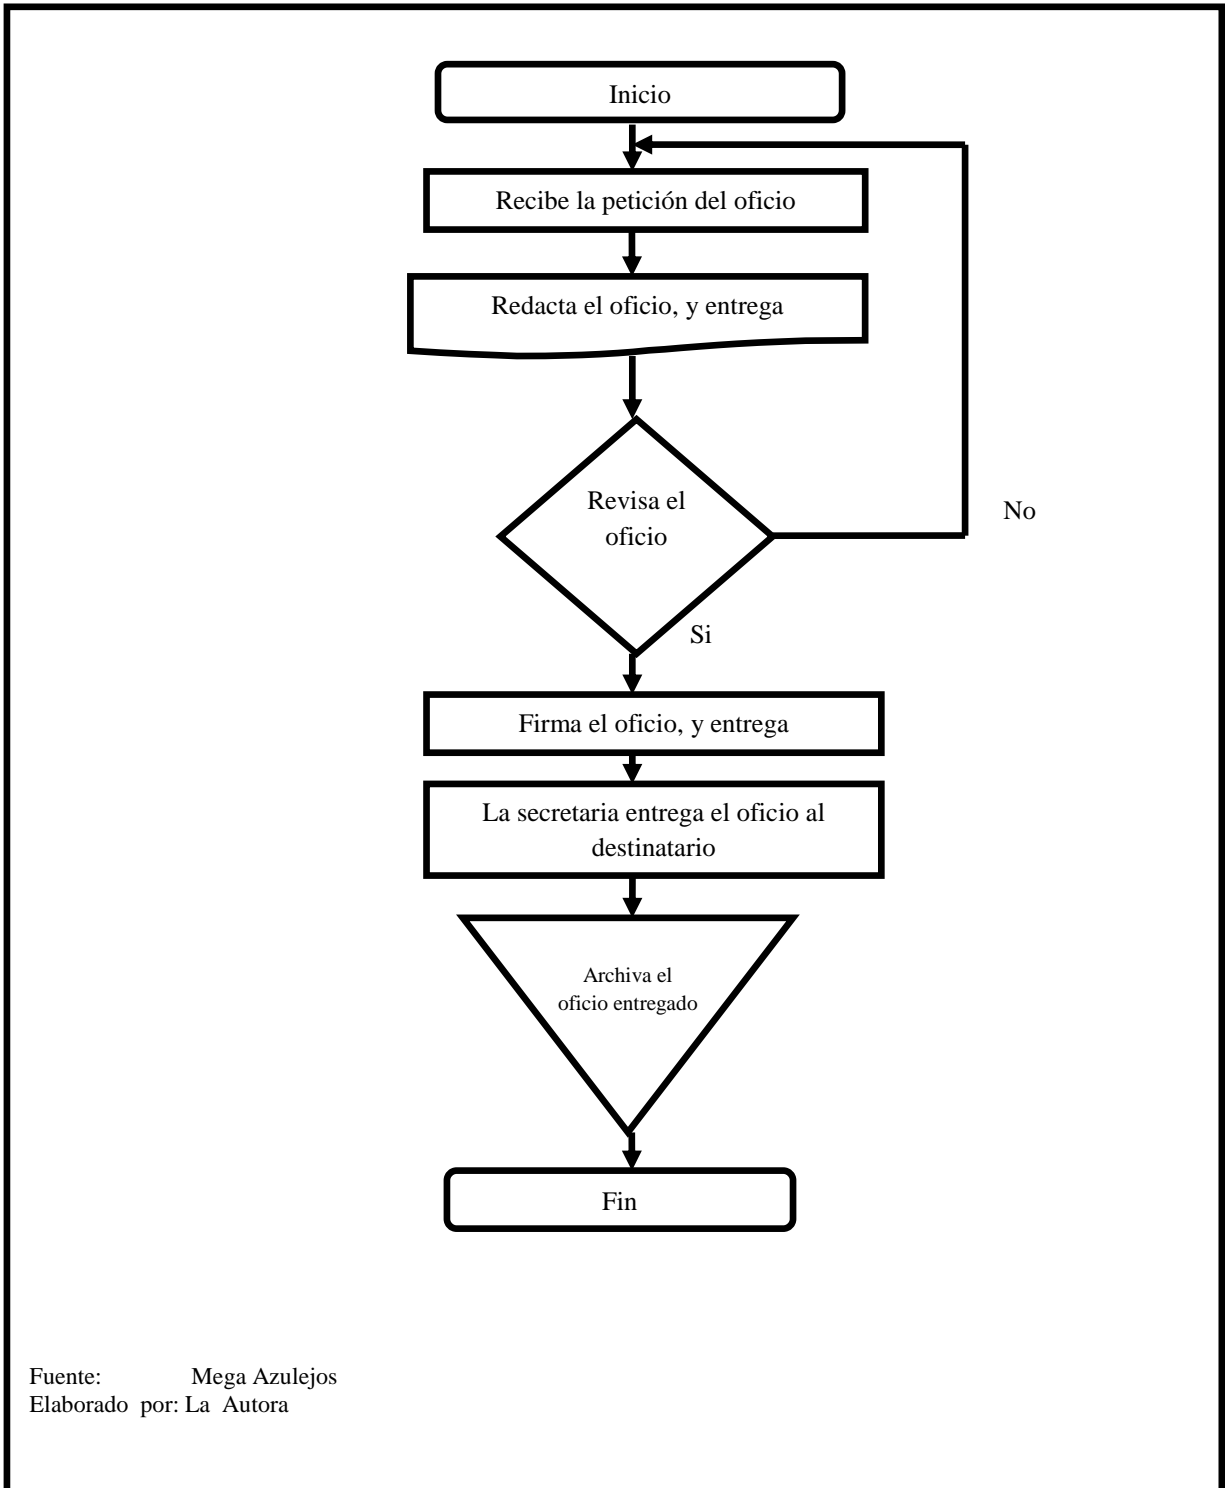 Inicio
Recibe la petición del oficio
Redacta el oficio, y entrega
Revisa el
oficio
No
Si
Firma el oficio, y entrega
La secretaria entrega el oficio al
destinatario
Archiva el
oficio entregado
Fin
Fuente: Mega Azulejos
Elaborado por: La Autora